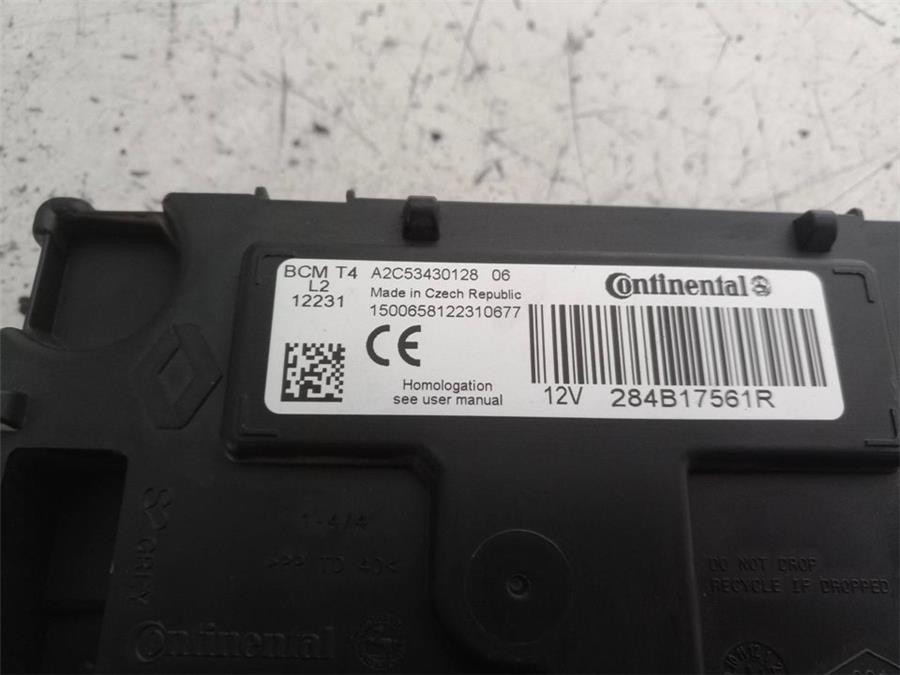 BCM T4 A2C53430128 06
L2
12231
Made in Czech Republic
1500658122310677
CE
Homologation
see user manual
Continental
12V 284B17561R
1-4/4
>>> TD 40<
GREY
DO NOT DROP
RECYCLE IF DROPPED
Continental